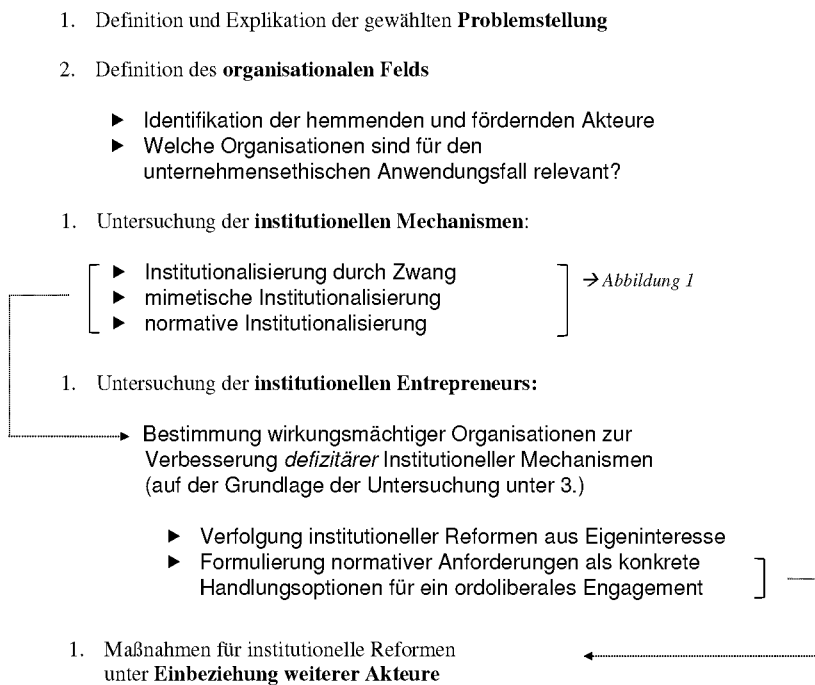 1. Definition und Explikation der gewählten Problemstellung
2. Definition des organisationalen Felds
► Identifikation der hemmenden und fördernden Akteure
► Welche Organisationen sind für den
unternehmensethischen Anwendungsfall relevant?
1. Untersuchung der institutionellen Mechanismen:
► Institutionalisierung durch Zwang
► mimetische Institutionalisierung
► normative Institutionalisierung
→ Abbildung 1
1. Untersuchung der institutionellen Entrepreneurs:
Bestimmung wirkungsmächtiger Organisationen zur
Verbesserung defizitärer Institutioneller Mechanismen
(auf der Grundlage der Untersuchung unter 3.)
► Verfolgung institutioneller Reformen aus Eigeninteresse
► Formulierung normativer Anforderungen als konkrete
Handlungsoptionen für ein ordoliberales Engagement
1. Maßnahmen für institutionelle Reformen
unter Einbeziehung weiterer Akteure